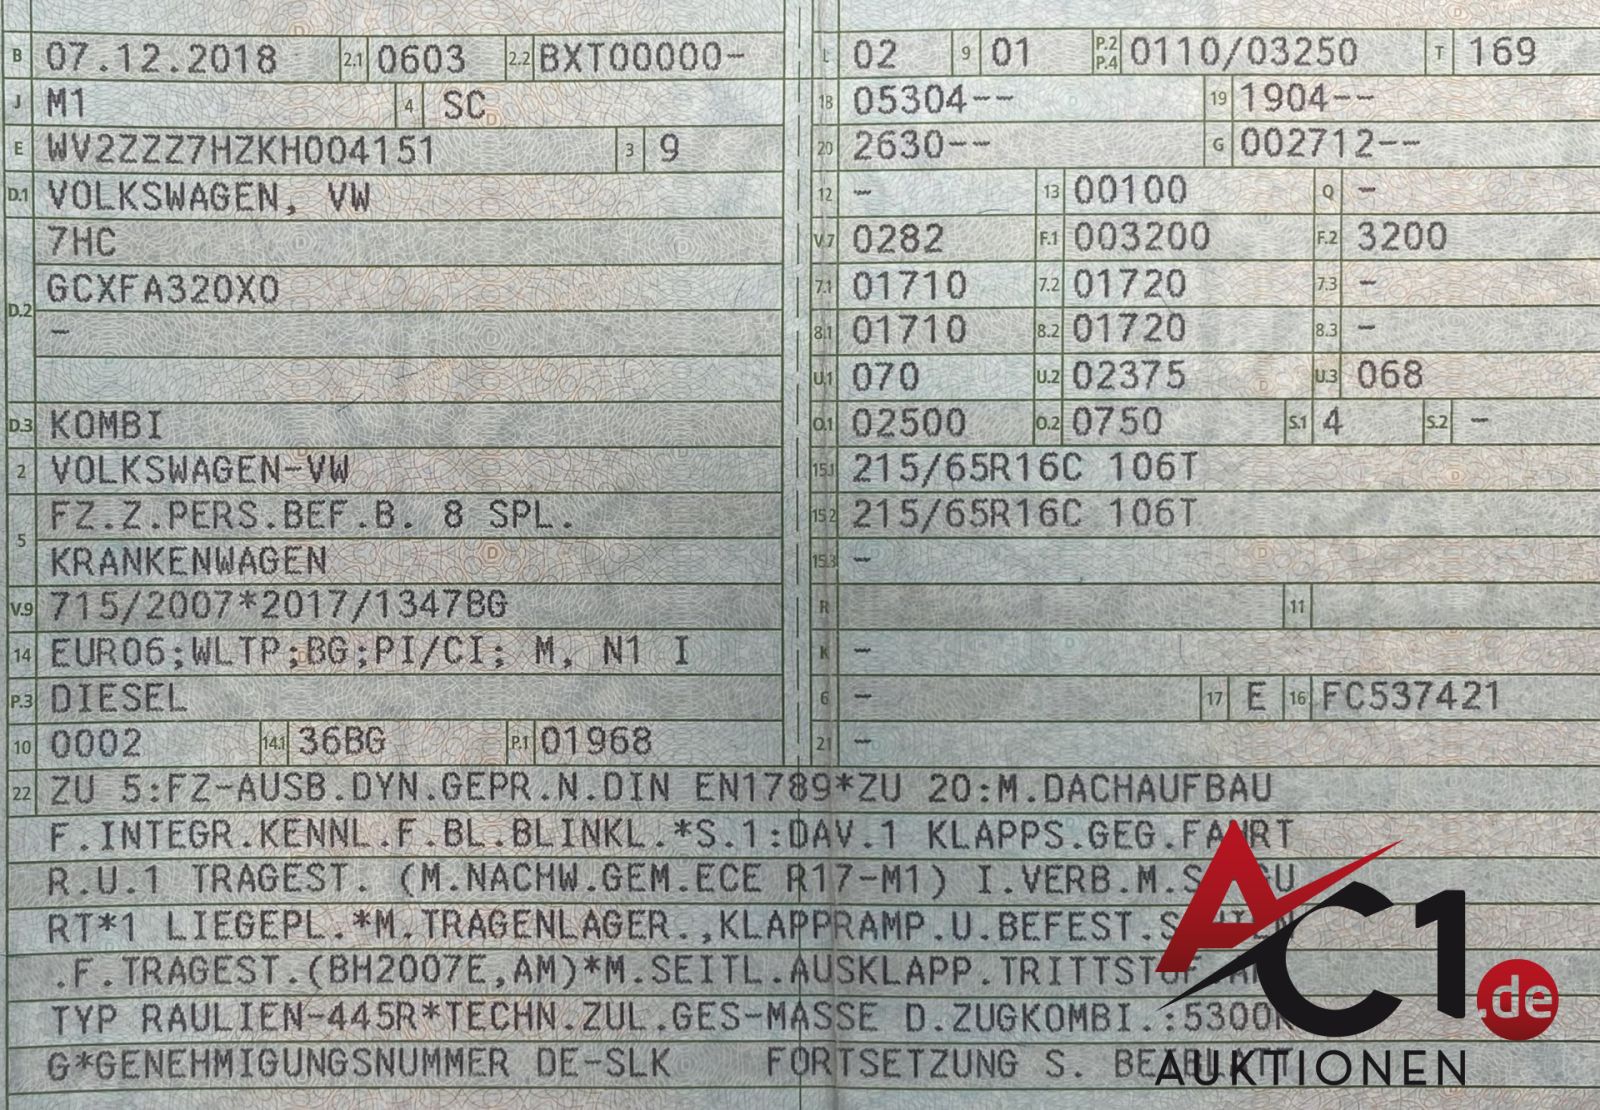 B 07.12.2018 2.1 0603 2.2 BXT00000-
J M1 4 SC
E WV2ZZZ7HZKH004151 3 9
D.1 VOLKSWAGEN, VW
7HC
D.2 GCXFA320X0
-
D.3 KOMBI
2 VOLKSWAGEN-VW
5 FZ.Z.PERS.BEF.B. 8 SPL.
KRANKENWAGEN
V.9 715/2007*2017/1347BG
14 EURO6;WLTP;BG;PI/CI; M, N1 I
P.3 DIESEL
10 0002 14.1 36BG P.1 01968
L 02 9 01 P.2 P.4 0110/03250 T 169
18 05304-- 19 1904--
20 2630-- G 002712--
12 - 13 00100 Q -
V.7 0282 F.1 003200 F.2 3200
7.1 01710 7.2 01720 7.3 -
8.1 01710 8.2 01720 8.3 -
U.1 070 U.2 02375 U.3 068
O.1 02500 O.2 0750 S.1 4 S.2 -
15.1 215/65R16C 106T
15.2 215/65R16C 106T
15.3 -
R 11
K -
6 - 17 E 16 FC537421
21 -
22 ZU 5:FZ-AUSB.DYN.GEPR.N.DIN EN1789*ZU 20:M.DACHAUFBAU
F.INTEGR.KENNL.F.BL.BLINKL.*S.1:DAV.1 KLAPPS.GEG.FAHRT
R.U.1 TRAGEST. (M.NACHW.GEM.ECE R17-M1) I.VERB.M.
RT*1 LIEGEPL.*M.TRAGENLAGER.,KLAPPRAMP.U.BEFEST.
.F.TRAGEST.(BH2007E,AM)*M.SEITL.AUSKLAPP.TRITTSTUF.
TYP RAULIEN-445R*TECHN.ZUL.GES-MASSE D.ZUGKOMBI.:5300K
G*GENEHMIGUNGSNUMMER DE-SLK FORTSETZUNG S.
AC1.de
AUKTIONEN